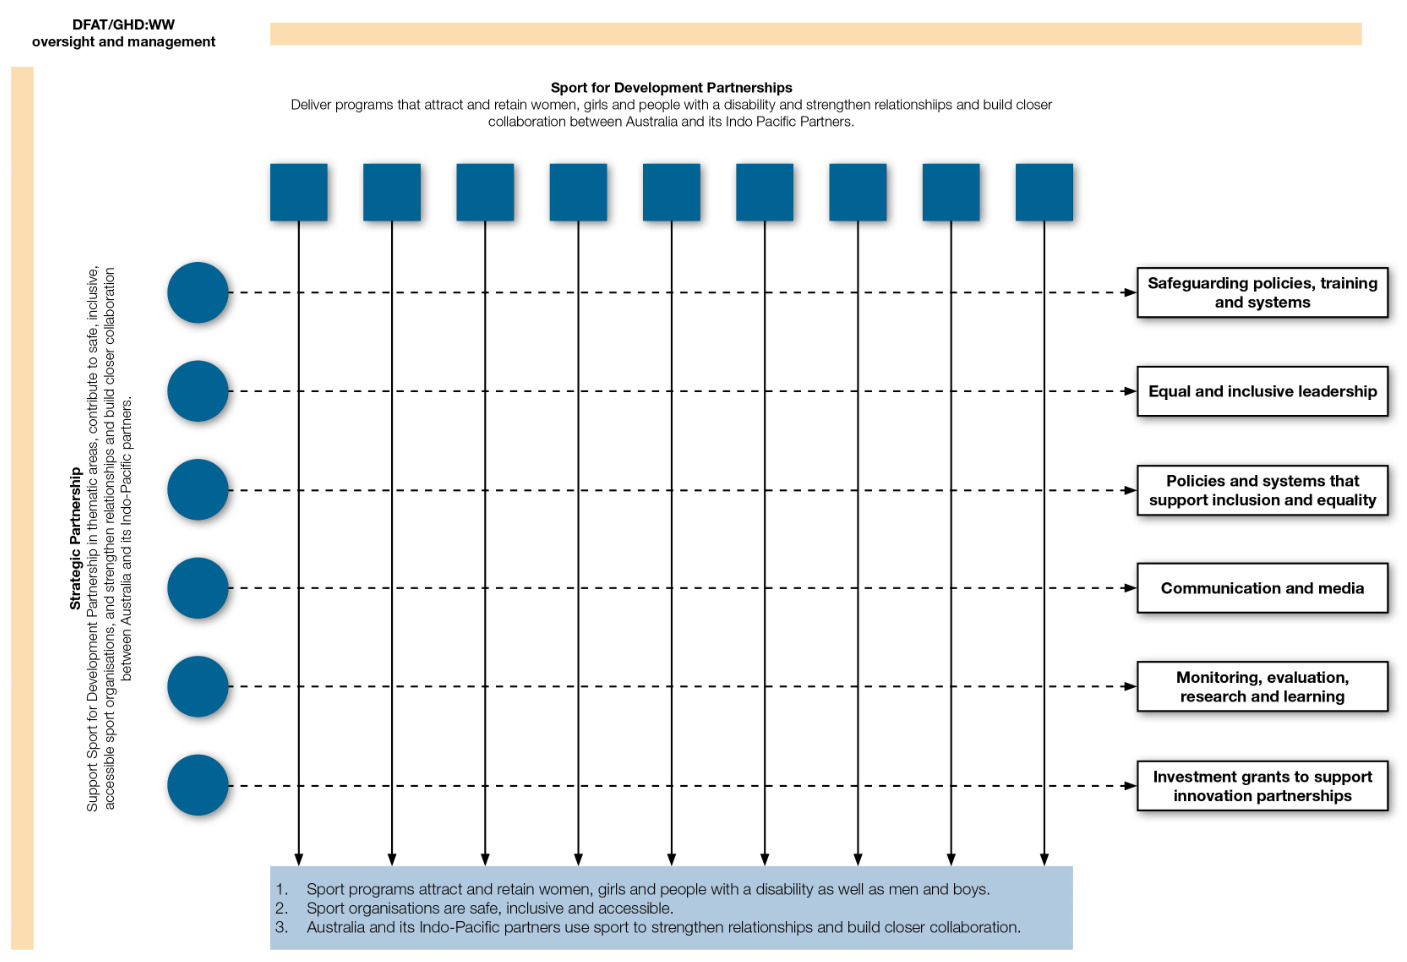 DFAT/GHD:WW
oversight and management
Sport for Development Partnerships
Deliver programs that attract and retain women, girls and people with a disability and strengthen relationshiips and build closer
collaboration between Australia and its Indo Pacific Partners.
Strategic Partnership
Support Sport for Development Partnership in thematic areas, contribute to safe, inclusive,
accessible sport organisations, and strengthen relationships and build closer collaboration
between Australia and its Indo-Pacific partners.
Safeguarding policies, training
and systems
Equal and inclusive leadership
Policies and systems that
support inclusion and equality
Communication and media
Monitoring, evaluation,
research and learning
Investment grants to support
innovation partnerships
1. Sport programs attract and retain women, girls and people with a disability as well as men and boys.
2. Sport organisations are safe, inclusive and accessible.
3. Australia and its Indo-Pacific partners use sport to strengthen relationships and build closer collaboration.